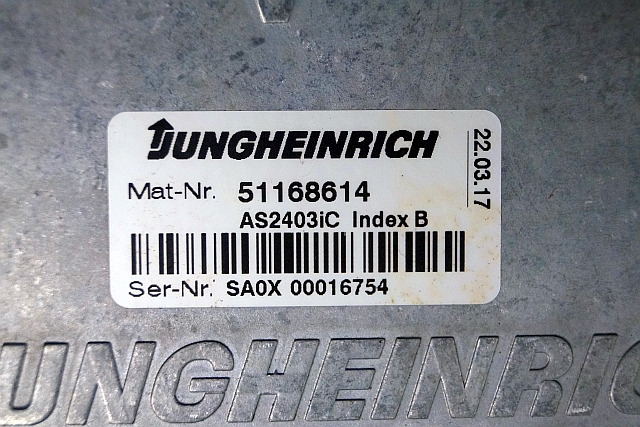 JUNGHEINRICH
22.03.17
Mat-Nr. 51168614
AS2403iC Index B
Ser-Nr. SA0X 00016754
JUNGHEINRIC